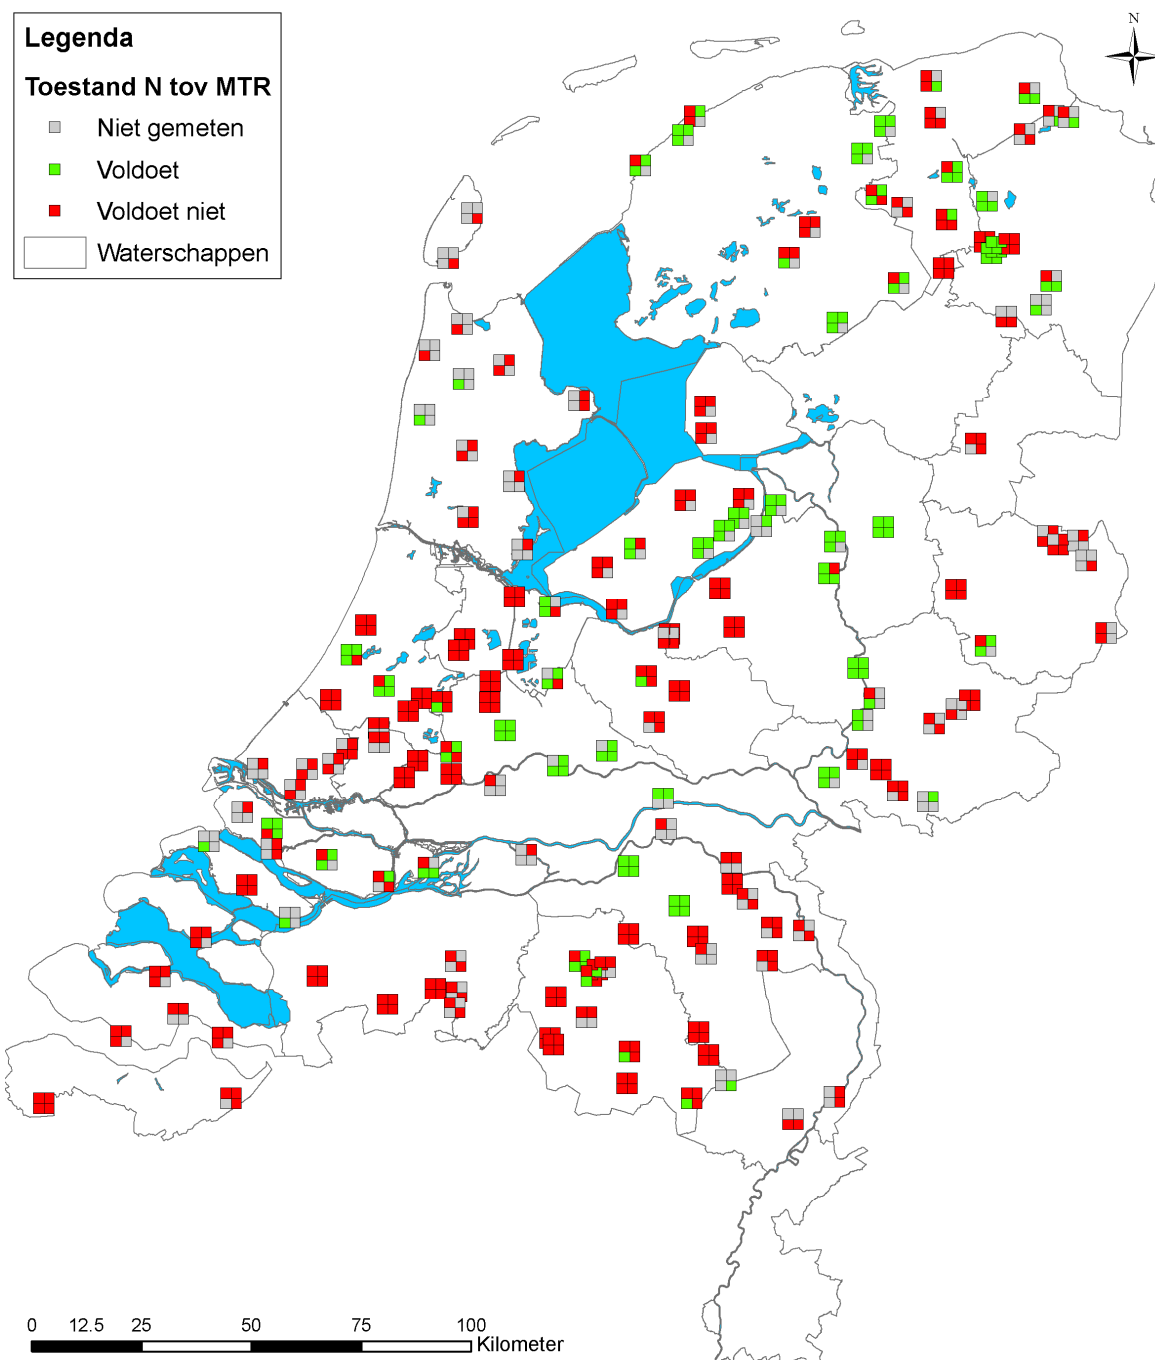 N
Legenda
Toestand N tov MTR
Niet gemeten
Voldoet
Voldoet niet
Waterschappen
0 12.5 25 50 75 100
Kilometer